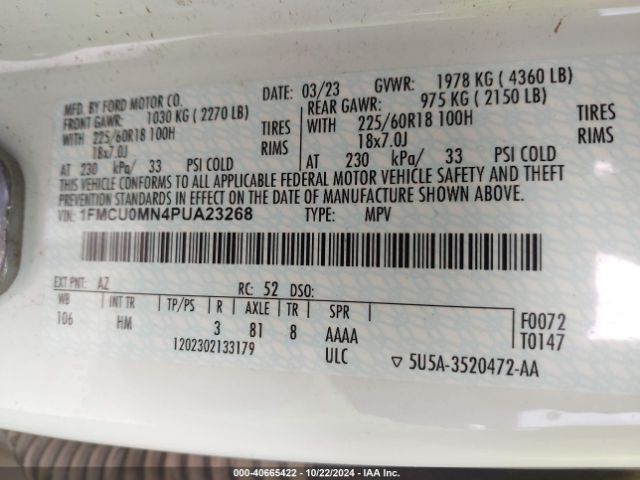 MFD. BY FORD MOTOR CO. DATE: 03/23 GVWR: 1978 KG ( 4360 LB)
FRONT GAWR: 1030 KG ( 2270 LB) REAR GAWR: 975 KG ( 2150 LB)
WITH 225/60R18 100H TIRES WITH 225/60R18 100H TIRES
18x7.0J RIMS 18x7.0J RIMS
AT 230 kPa/ 33 PSI COLD AT 230 kPa/ 33 PSI COLD
THIS VEHICLE CONFORMS TO ALL APPLICABLE FEDERAL MOTOR VEHICLE SAFETY AND THEFT
PREVENTION STANDARDS IN EFFECT ON THE DATE OF MANUFACTURE SHOWN ABOVE.
VIN: 1FMCU0MN4PUA23268 TYPE: MPV
EXT PNT: AZ RC: 52 DSO:
WB INT TR TP/PS R AXLE TR SPR
106 HM 3 81 8 AAAA
ULC
1202302133179
F0072
T0147
▽ 5U5A-3520472-AA
000-40665422 - 10/22/2024 - IAA Inc.